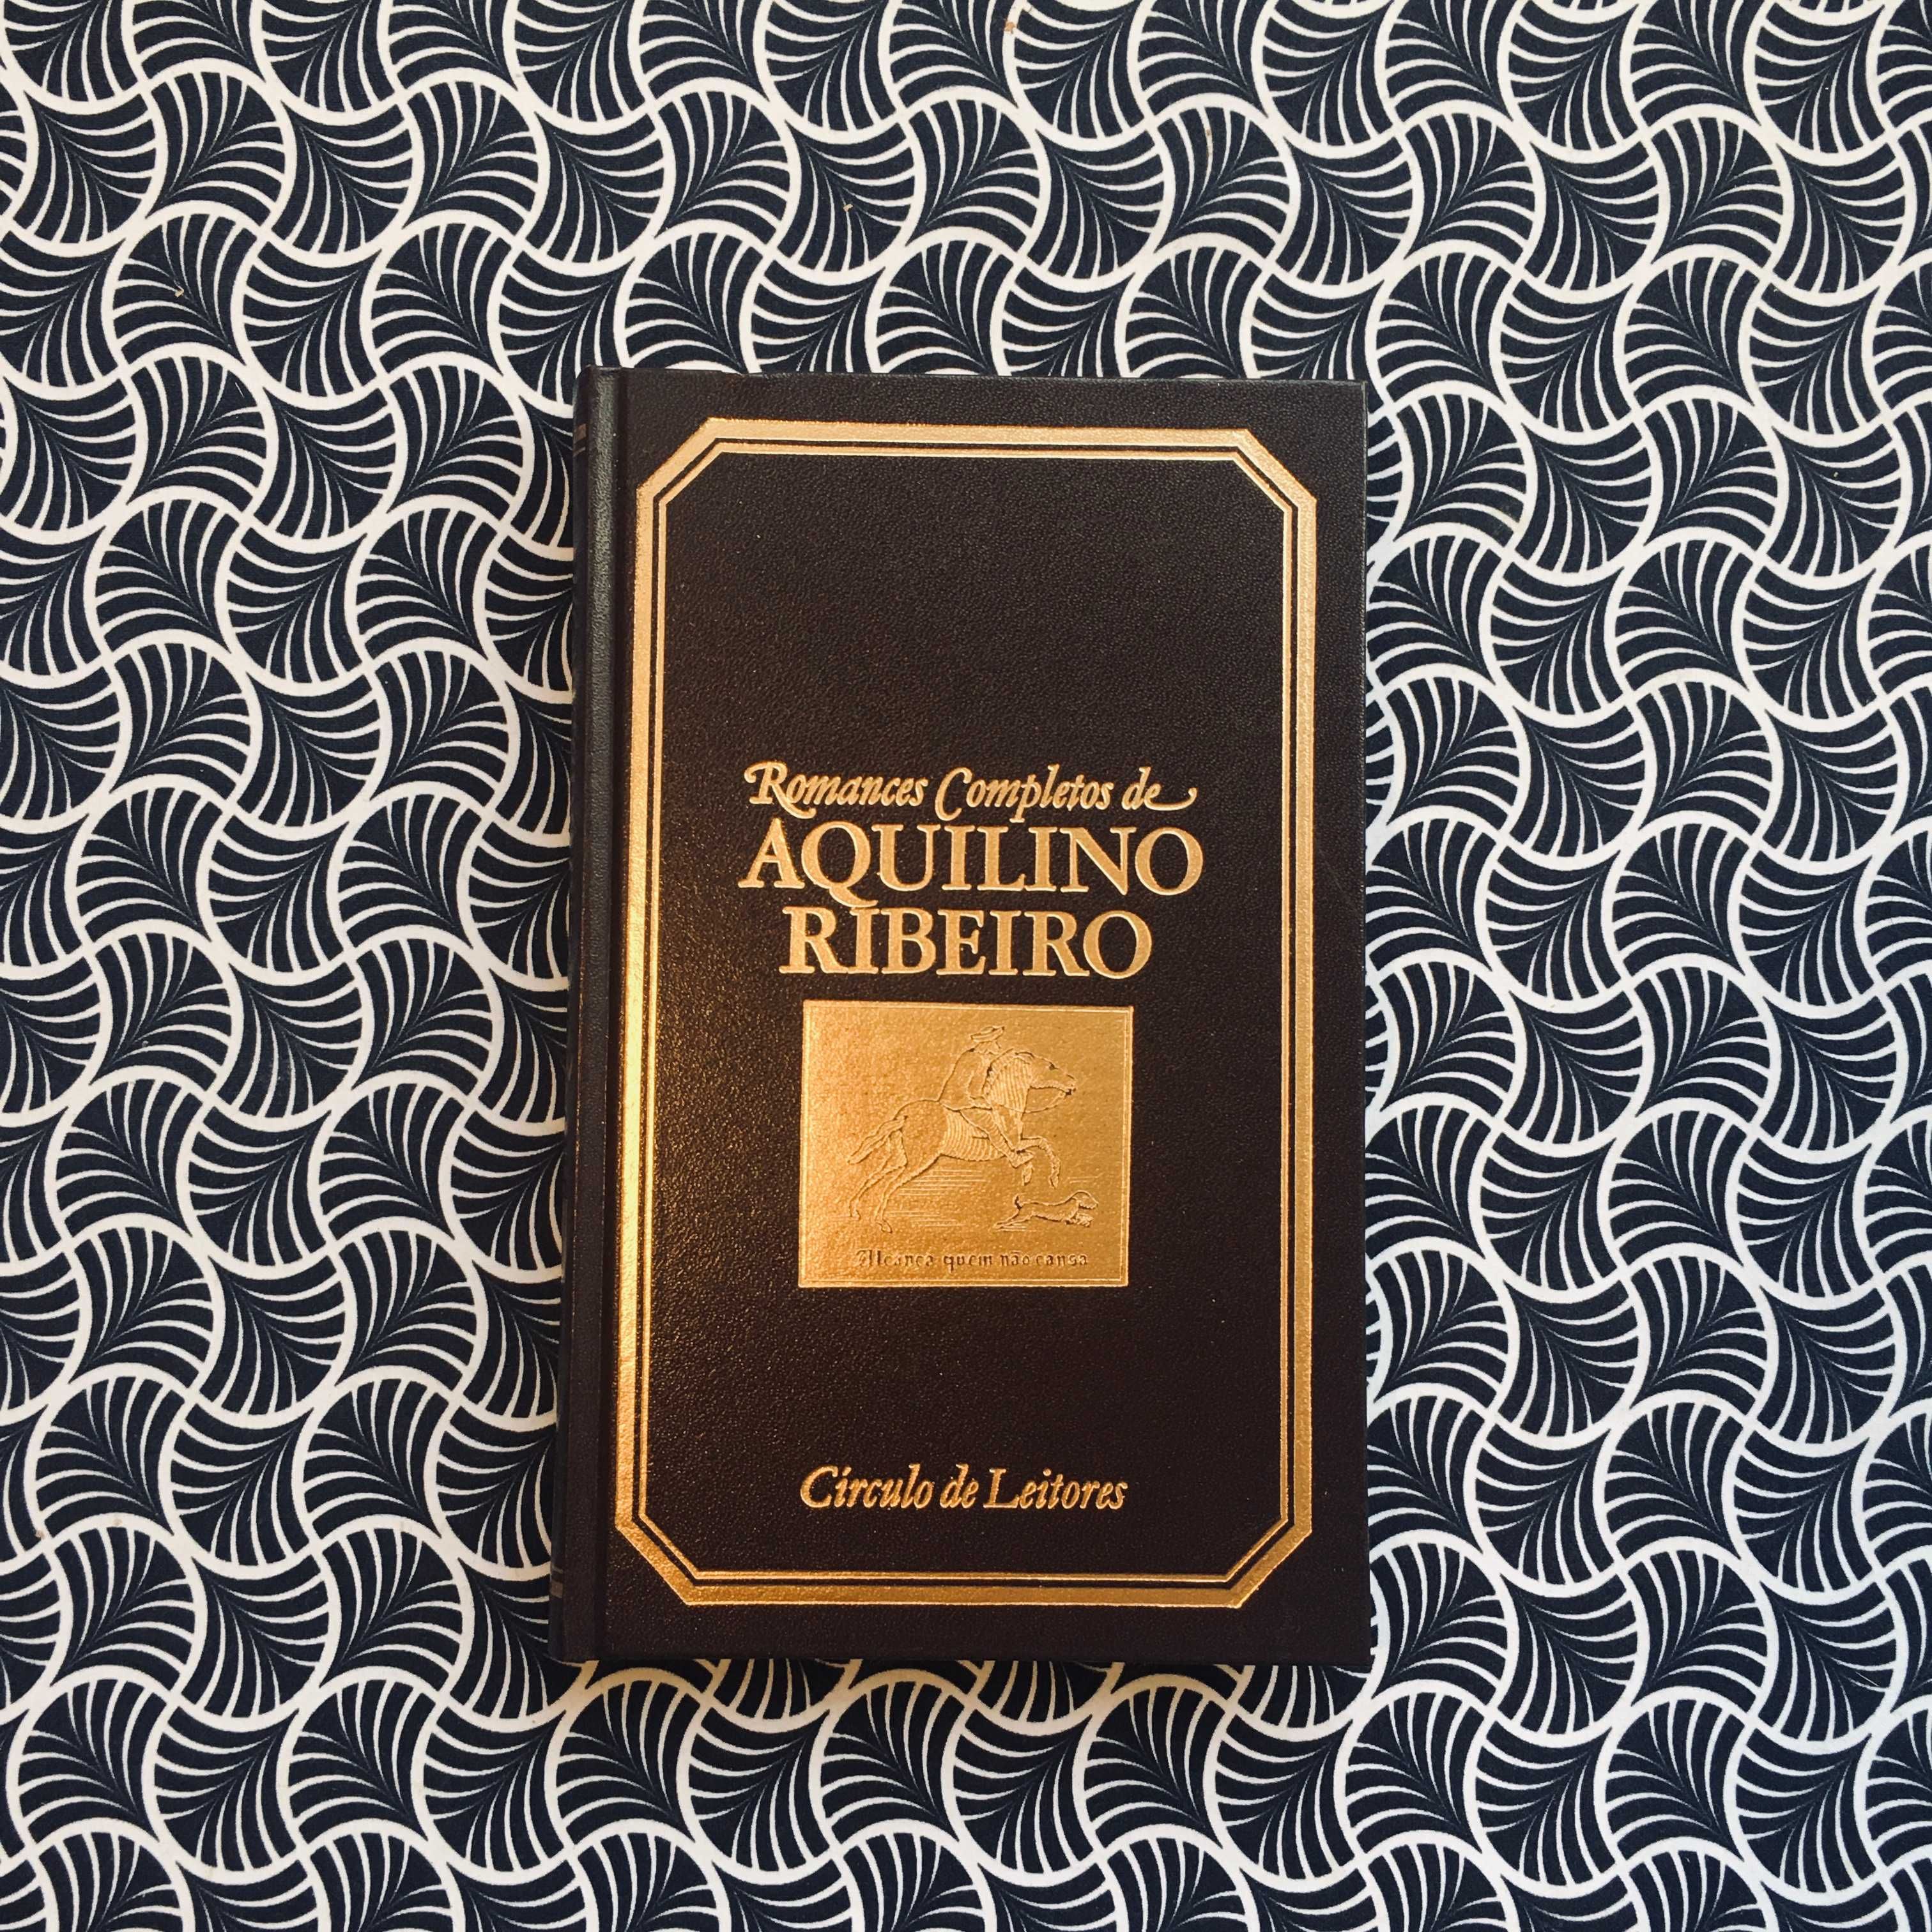 Romances Completos de
AQUILINO
RIBEIRO
Alcança quem não cansa
Círculo de Leitores